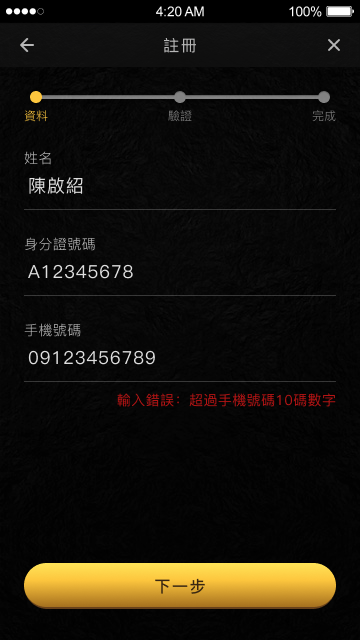 4:20 AM 100%
註冊
資料 驗證 完成
姓名
陳啟紹
身分證號碼
A12345678
手機號碼
09123456789
輸入錯誤：超過手機號碼10碼數字
下一步